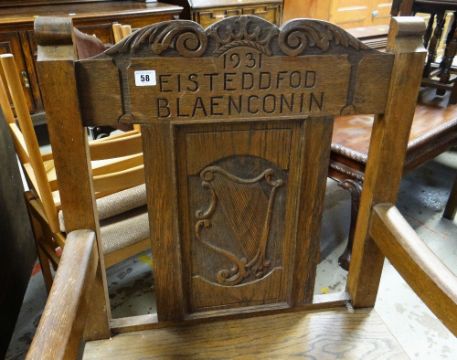 1931
58
EISTEDDFOD
BLAENCONIN